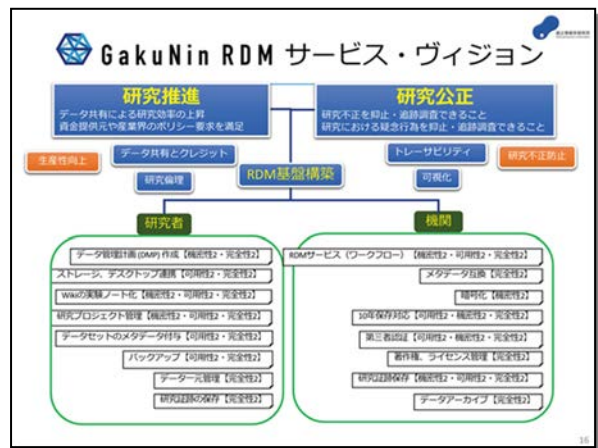 GakuNin RDM サービス・ヴィジョン
研究推進
データ共有による研究効率の上昇
資金提供元や産業界のポリシー要求を満足
研究公正
研究不正を抑止・追跡調査できること
研究における疑念行為を抑止・追跡調査できること
生産性向上
データ共有とクレジット
研究倫理
RDM基盤構築
トレーサビリティ
可視化
研究不正防止
研究者
データ管理計画 (DMP) 作成【機密性2・完全性2】
ストレージ、デスクトップ連携【可用性2・完全性2】
Wikiの実験ノート化【機密性2・可用性2・完全性2】
研究プロジェクト管理【機密性2・可用性2・完全性2】
データセットのメタデータ付与【可用性2・完全性2】
バックアップ【可用性2・完全性2】
データ一元管理【完全性2】
研究証跡の保存【完全性2】
機関
RDMサービス（ワークフロー）【機密性2・可用性2・完全性2】
メタデータ互換【完全性2】
暗号化【機密性2】
10年保存対応【可用性2・機密性2・完全性2】
第三者認証【可用性2・機密性2・完全性2】
著作権、ライセンス管理【完全性2】
研究証跡保存【機密性2・可用性2・完全性2】
データアーカイブ【完全性2】
16